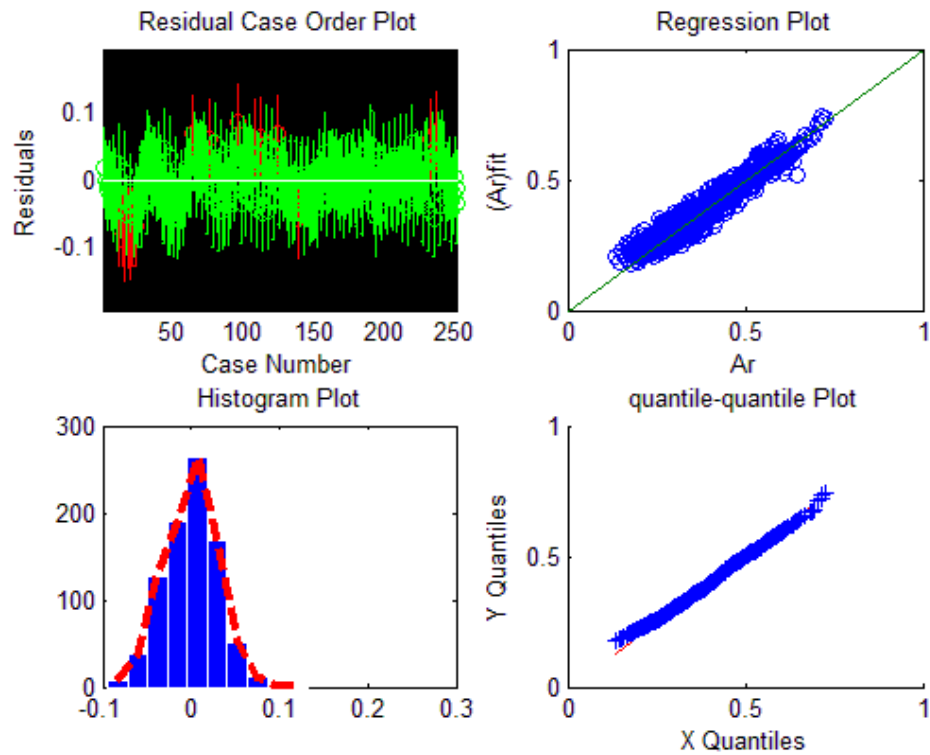 Residual Case Order Plot
0.1
0
-0.1
Residuals
50 100 150 200 250
Case Number
Regression Plot
1
0.5
0
(Ar)fit
0 0.5 1
Ar
Histogram Plot
300
200
100
0
-0.1 0 0.1 0.2 0.3
quantile-quantile Plot
1
0.5
0
Y Quantiles
0 0.5 1
X Quantiles